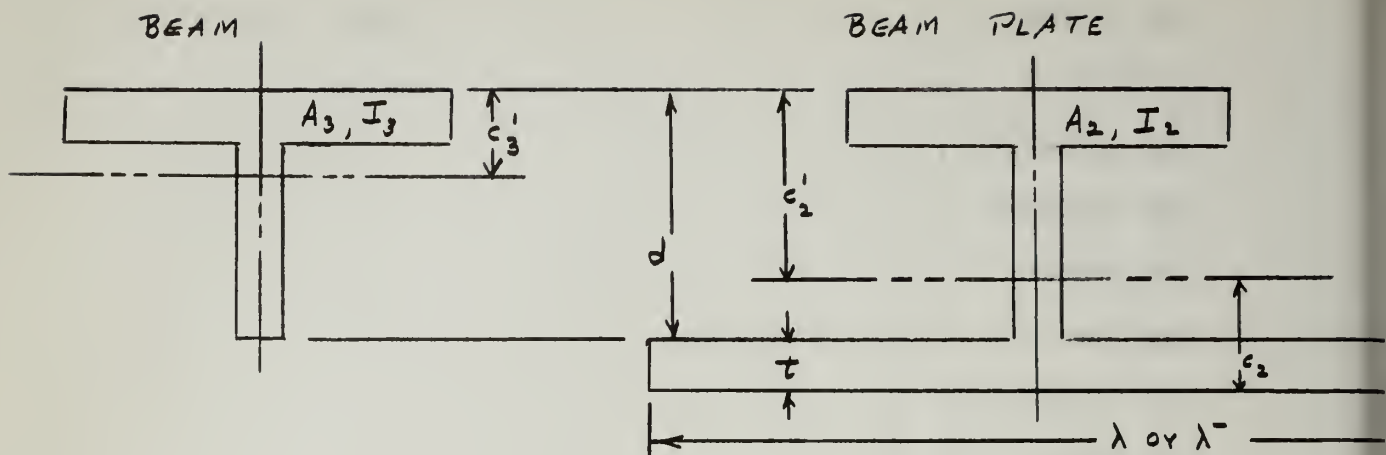 BEAM
BEAM PLATE
A₃, I₃
c₃'
d
c₂'
A₂, I₂
t
c₂
λ or λ⁻